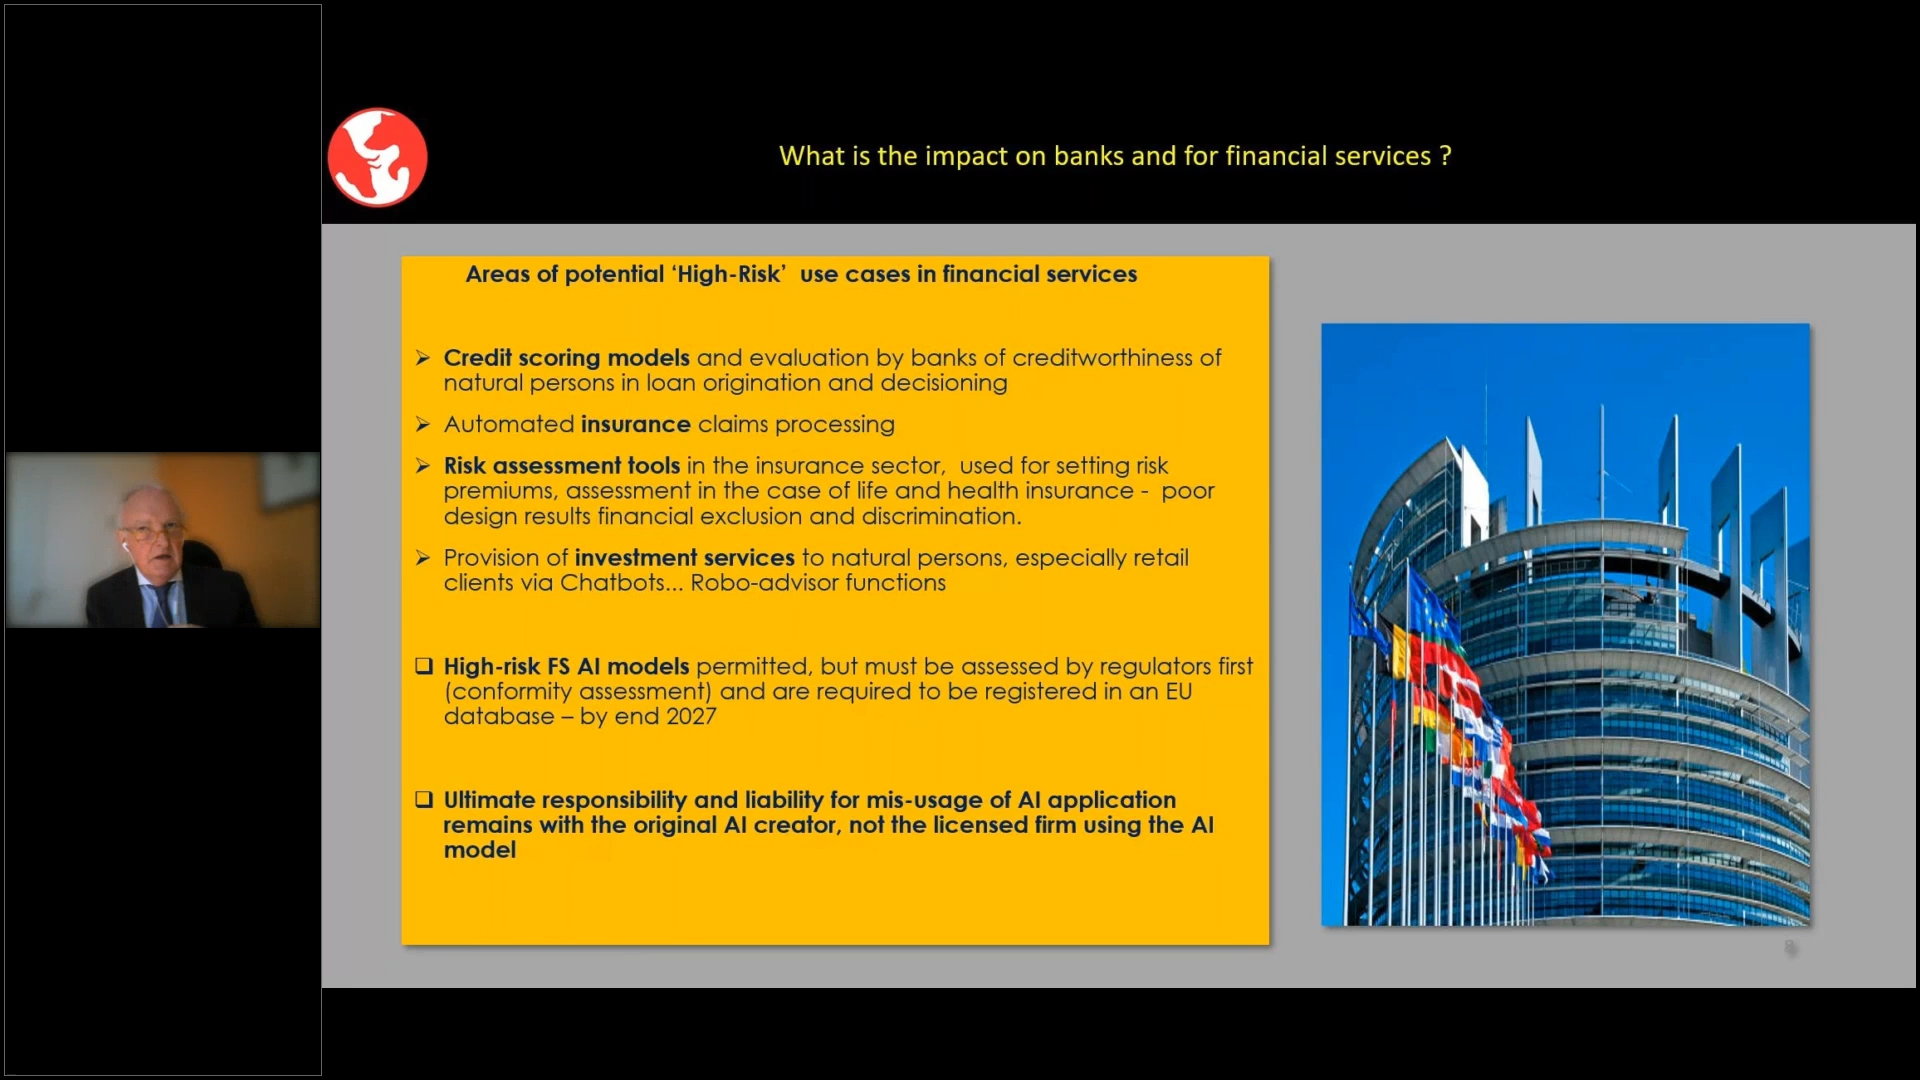 What is the impact on banks and for financial services ?
Areas of potential ‘High-Risk’  use cases in financial services
➢ Credit scoring models and evaluation by banks of creditworthiness of
natural persons in loan origination and decisioning
➢ Automated insurance claims processing
➢ Risk assessment tools in the insurance sector,  used for setting risk
premiums, assessment in the case of life and health insurance -  poor
design results financial exclusion and discrimination.
➢ Provision of investment services to natural persons, especially retail
clients via Chatbots... Robo-advisor functions
❑ High-risk FS AI models permitted, but must be assessed by regulators first
(conformity assessment) and are required to be registered in an EU
database – by end 2027
❑ Ultimate responsibility and liability for mis-usage of AI application
remains with the original AI creator, not the licensed firm using the AI
model